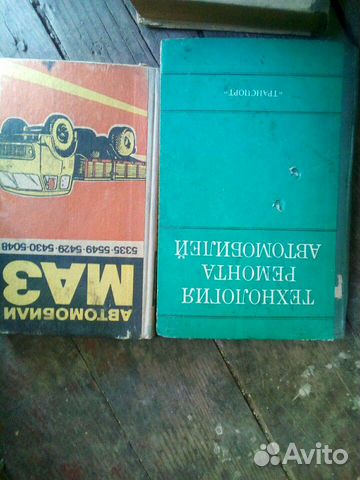 АВТОМОБИЛИ
МАЗ
5335·5549·5429·5430·504В
ТЕХНОЛОГИЯ
РЕМОНТА
АВТОМОБИЛЕЙ
«ТРАНСПОРТ»
Avito